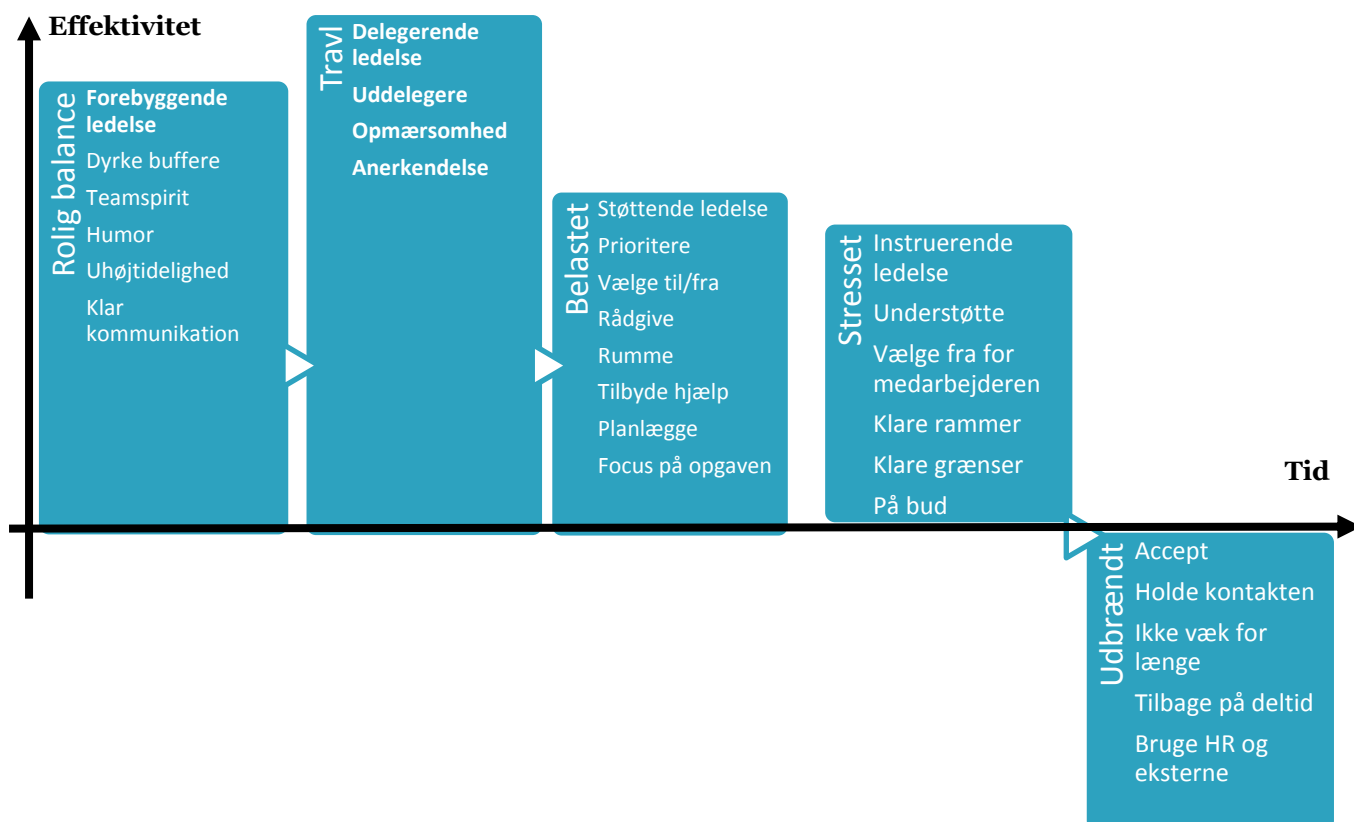 Effektivitet
Rolig balance
Forebyggende
ledelse
Dyrke buffere
Teamspirit
Humor
Uhøjtidelighed
Klar
kommunikation
Travl
Delegerende
ledelse
Uddelegere
Opmærsomhed
Anerkendelse
Belastet
Støttende ledelse
Prioritere
Vælge til/fra
Rådgive
Rumme
Tilbyde hjælp
Planlægge
Focus på opgaven
Stresset
Instruerende
ledelse
Understøtte
Vælge fra for
medarbejderen
Klare rammer
Klare grænser
På bud
Tid
Udbrændt
Accept
Holde kontakten
Ikke væk for
længe
Tilbage på deltid
Bruge HR og
eksterne